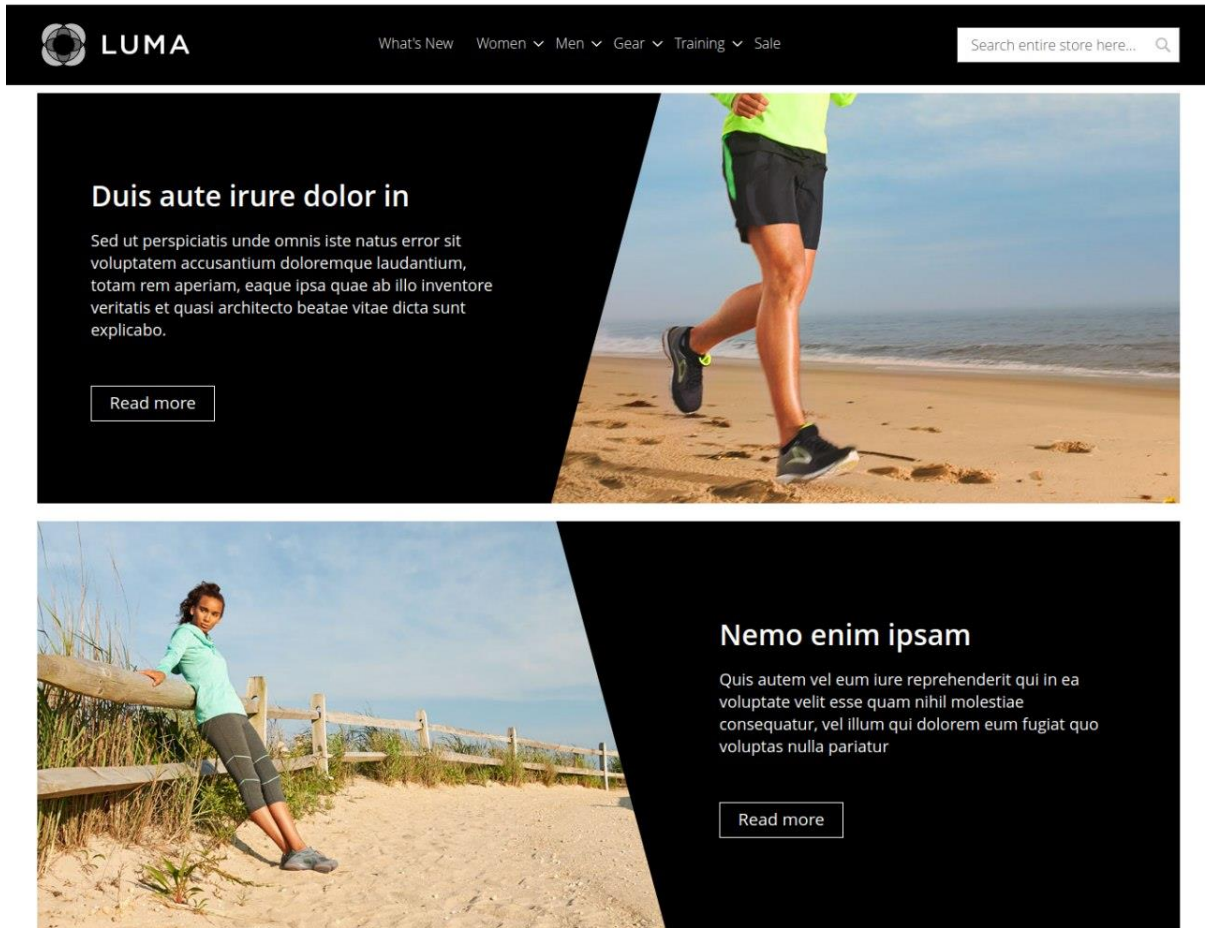 LUMA
What's New Women Men Gear Training Sale
Search entire store here...
Duis aute irure dolor in
Sed ut perspiciatis unde omnis iste natus error sit
voluptatem accusantium doloremque laudantium,
totam rem aperiam, eaque ipsa quae ab illo inventore
veritatis et quasi architecto beatae vitae dicta sunt
explicabo.
Read more
Nemo enim ipsam
Quis autem vel eum iure reprehenderit qui in ea
voluptate velit esse quam nihil molestiae
consequatur, vel illum qui dolorem eum fugiat quo
voluptas nulla pariatur
Read more